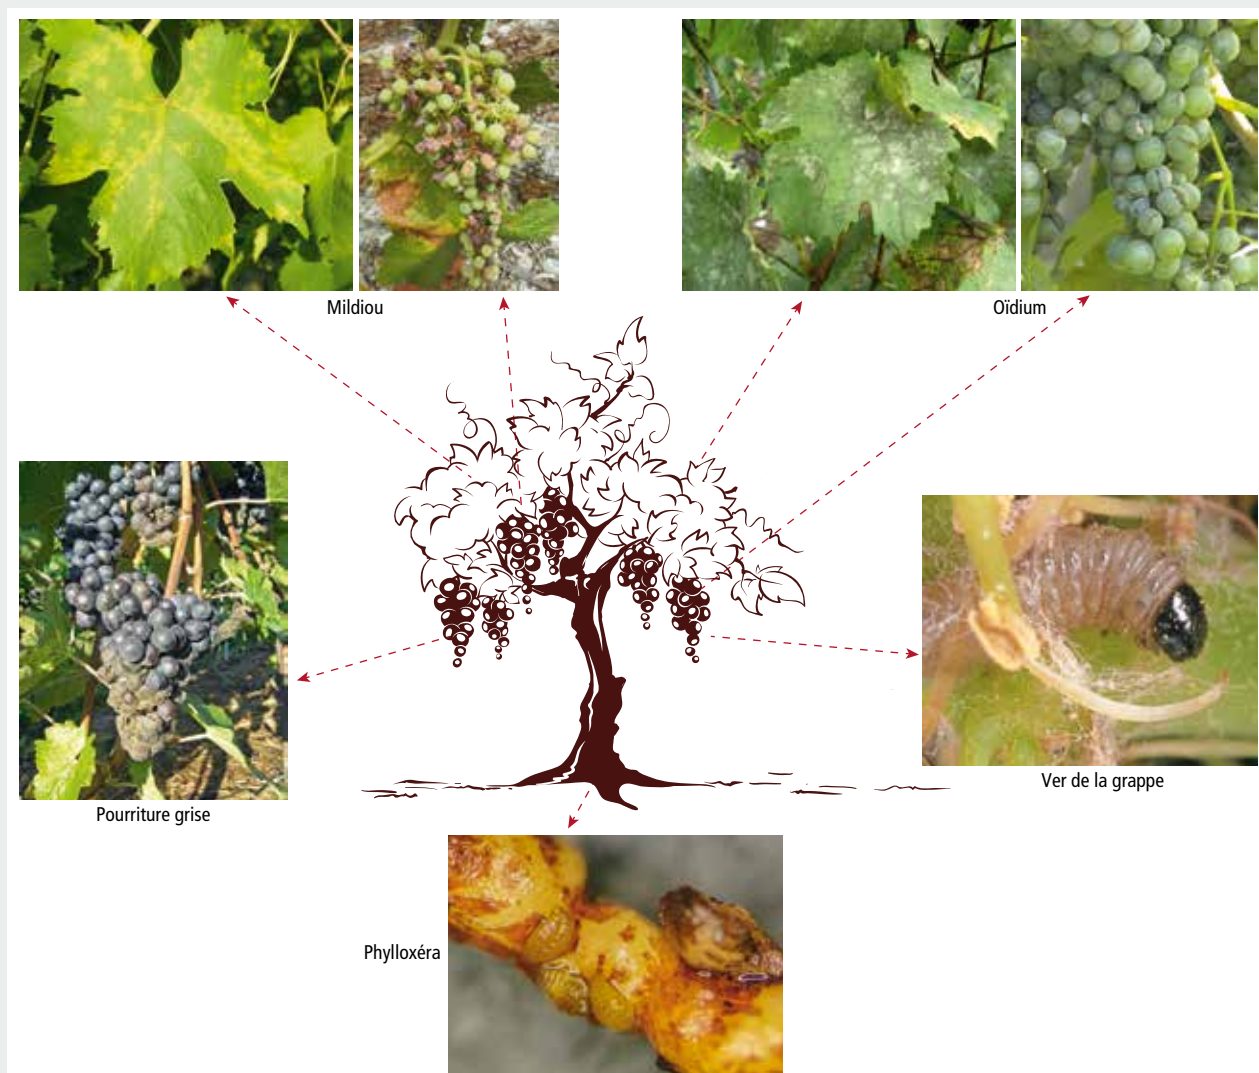 Mildiou
Oïdium
Pourriture grise
Ver de la grappe
Phylloxéra